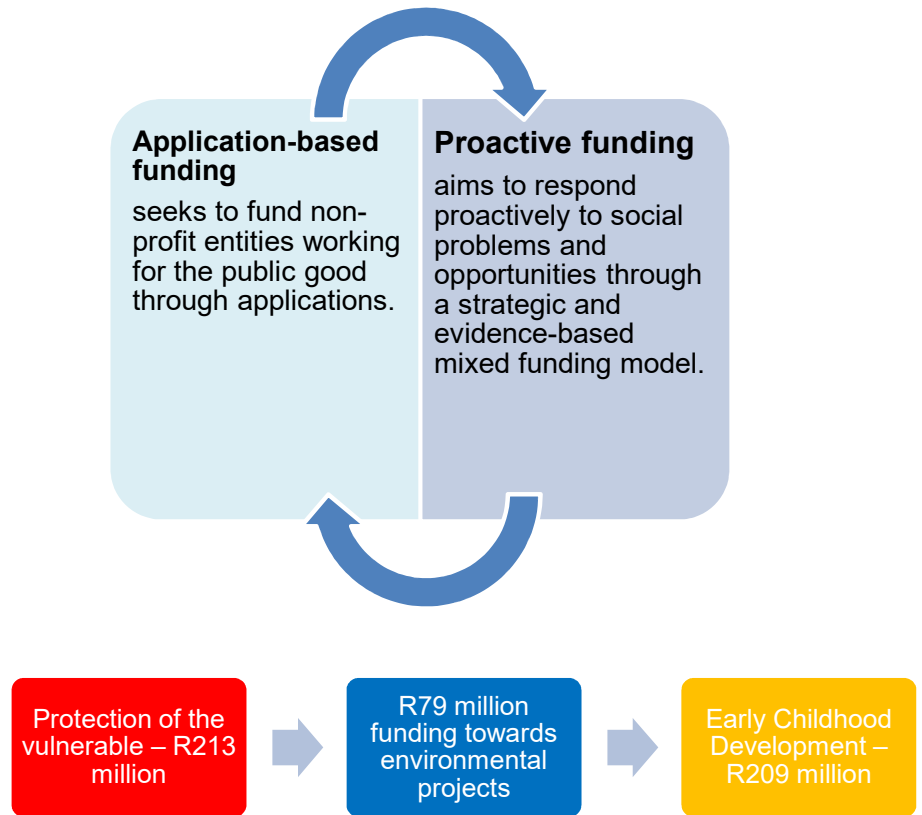 Application-based
funding
seeks to fund non-
profit entities working
for the public good
through applications.
Proactive funding
aims to respond
proactively to social
problems and
opportunities through
a strategic and
evidence-based
mixed funding model.
Protection of the
vulnerable – R213
million
R79 million
funding towards
environmental
projects
Early Childhood
Development –
R209 million